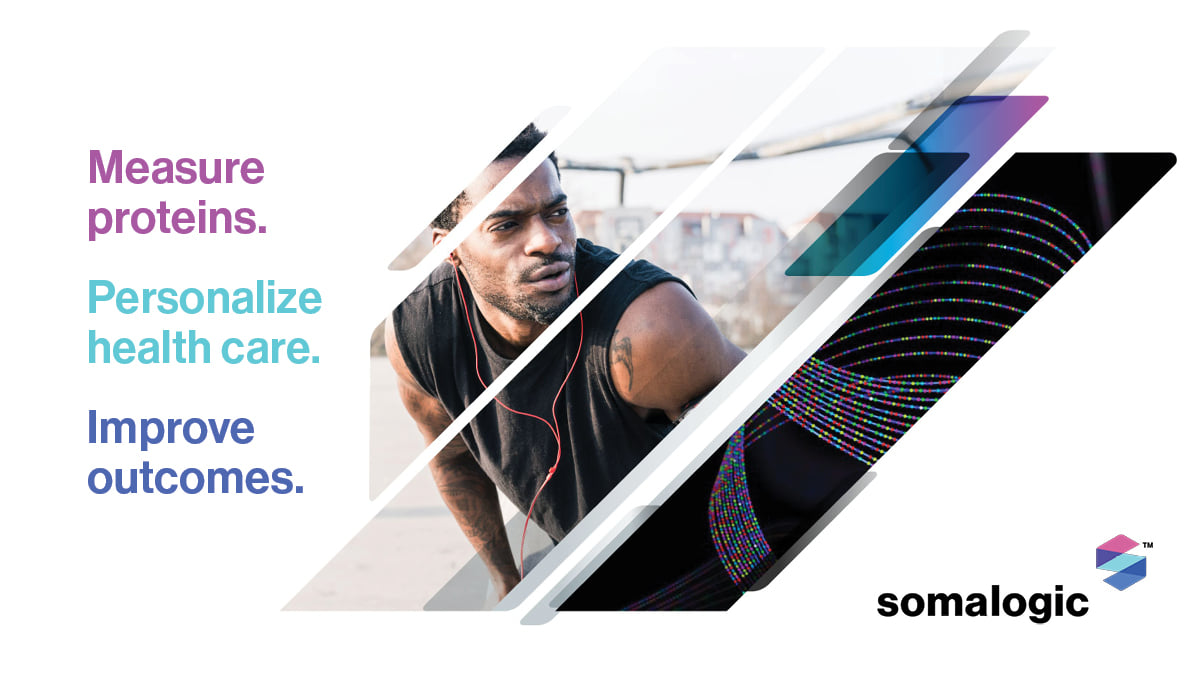 Measure
proteins.
Personalize
health care.
Improve
outcomes.
somalogic
TM